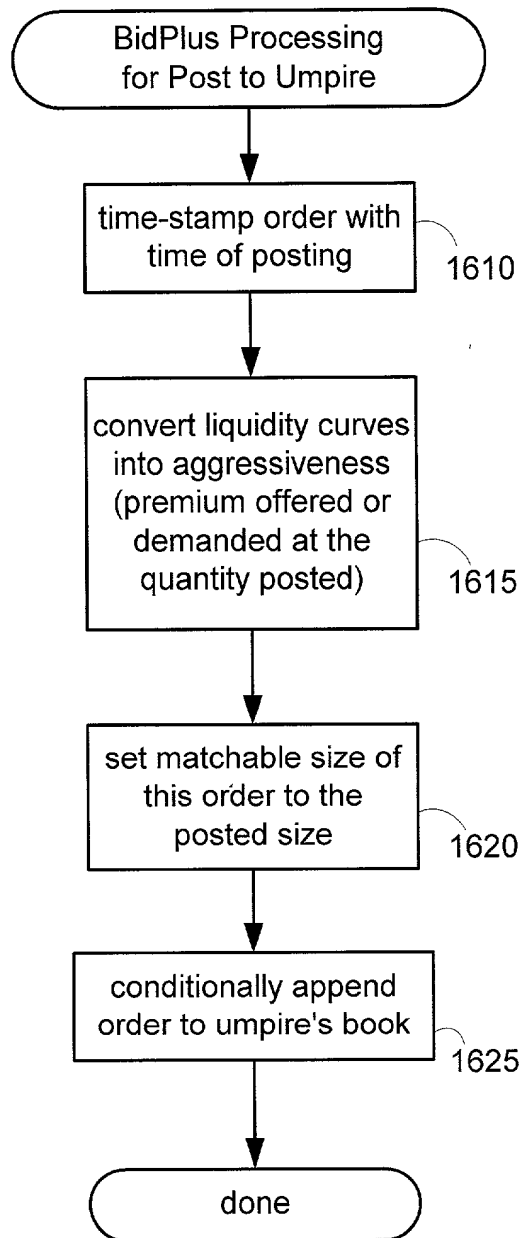 BidPlus Processing
for Post to Umpire
time-stamp order with
time of posting
1610
convert liquidity curves
into aggressiveness
(premium offered or
demanded at the
quantity posted)
1615
set matchable size of
this order to the
posted size
1620
conditionally append
order to umpire's book
1625
done